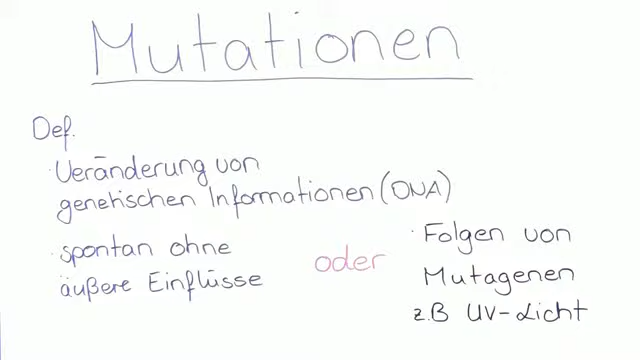 Mutationen
Def.
· Veränderung von
genetischen Informationen (DNA)
· spontan ohne
äußere Einflüsse
oder
· Folgen von
Mutagenen
z.B UV-Licht